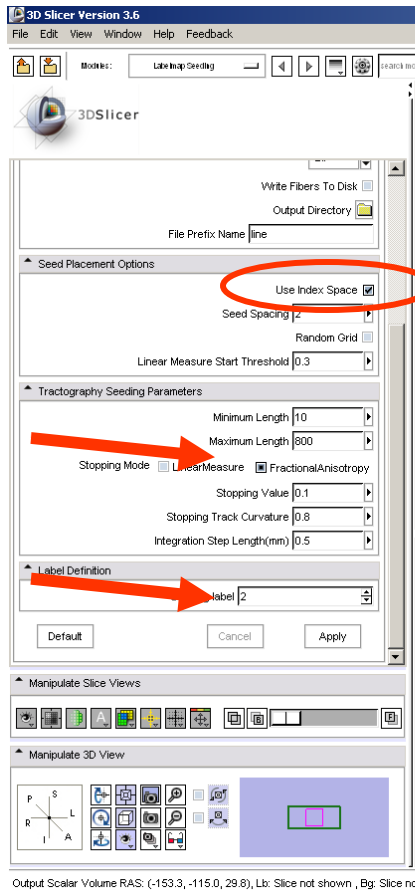 3D Slicer Version 3.6
File Edit View Window Help Feedback
Modules: Labelmap Seeding search mo
3DSlicer
Write Fibers To Disk
Output Directory
File Prefix Name line
Seed Placement Options
Use Index Space
Seed Spacing 2
Random Grid
Linear Measure Start Threshold 0.3
Tractography Seeding Parameters
Minimum Length 10
Maximum Length 800
Stopping Mode LinearMeasure FractionalAnisotropy
Stopping Value 0.1
Stopping Track Curvature 0.8
Integration Step Length(mm) 0.5
Label Definition
label 2
Default Cancel Apply
Manipulate Slice Views
A B F
Manipulate 3D View
P S
R L
I A
Output Scalar Volume RAS: (-153.3, -115.0, 29.8), Lb: Slice not shown , Bg: Slice no